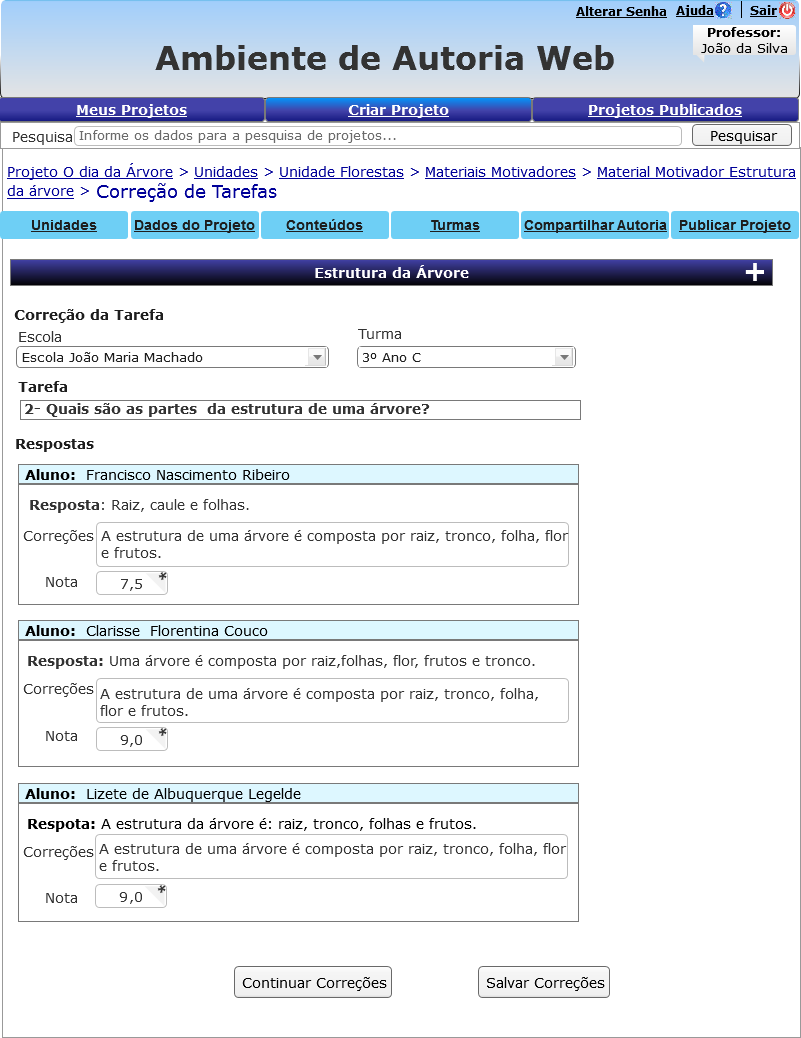 Alterar Senha Ajuda ? Sair
Professor:
João da Silva
Ambiente de Autoria Web
Meus Projetos Criar Projeto Projetos Publicados
Pesquisa Informe os dados para a pesquisa de projetos... Pesquisar
Projeto O dia da Árvore > Unidades > Unidade Florestas > Materiais Motivadores > Material Motivador Estrutura
da árvore > Correção de Tarefas
Unidades Dados do Projeto Conteúdos Turmas Compartilhar Autoria Publicar Projeto
Estrutura da Árvore +
Correção da Tarefa
Escola Turma
Escola João Maria Machado 3º Ano C
Tarefa
2- Quais são as partes da estrutura de uma árvore?
Respostas
Aluno: Francisco Nascimento Ribeiro
Resposta: Raiz, caule e folhas.
Correções A estrutura de uma árvore é composta por raiz, tronco, folha, flor
e frutos.
Nota 7,5 *
Aluno: Clarisse Florentina Couco
Resposta: Uma árvore é composta por raiz,folhas, flor, frutos e tronco.
Correções A estrutura de uma árvore é composta por raiz, tronco, folha,
flor e frutos.
Nota 9,0 *
Aluno: Lizete de Albuquerque Legelde
Respota: A estrutura da árvore é: raiz, tronco, folhas e frutos.
Correções A estrutura de uma árvore é composta por raiz, tronco, folha, flor
e frutos.
Nota 9,0 *
Continuar Correções Salvar Correções